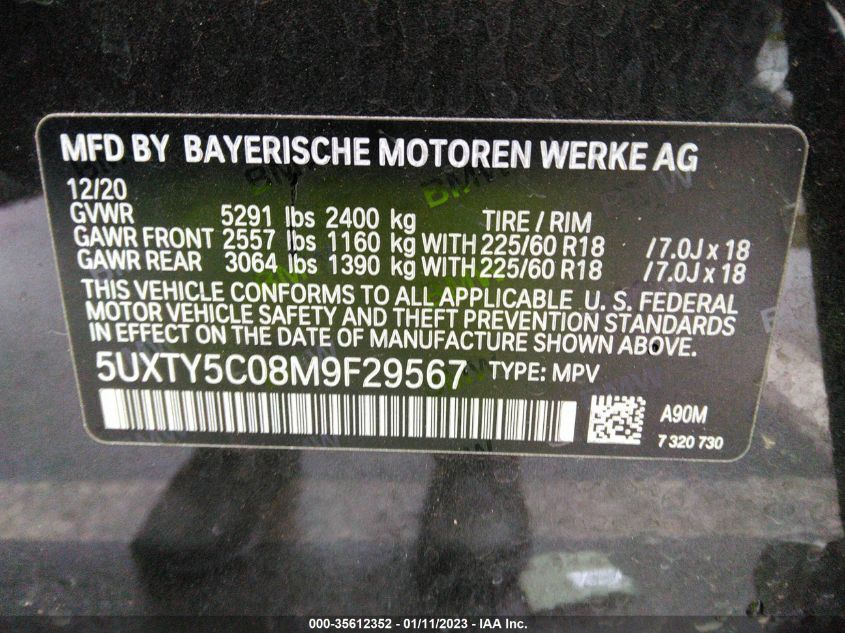 MFD BY BAYERISCHE MOTOREN WERKE AG
12/20
GVWR 5291 lbs 2400 kg TIRE / RIM
GAWR FRONT 2557 lbs 1160 kg WITH 225/60 R18 /7.0J x 18
GAWR REAR 3064 lbs 1390 kg WITH 225/60 R18 /7.0J x 18
THIS VEHICLE CONFORMS TO ALL APPLICABLE U. S. FEDERAL
MOTOR VEHICLE SAFETY AND THEFT PREVENTION STANDARDS
IN EFFECT ON THE DATE OF MANUFACTURE SHOWN ABOVE.
5UXTY5C08M9F29567 TYPE: MPV
A90M
7 320 730
000-35612352 - 01/11/2023 - IAA Inc.